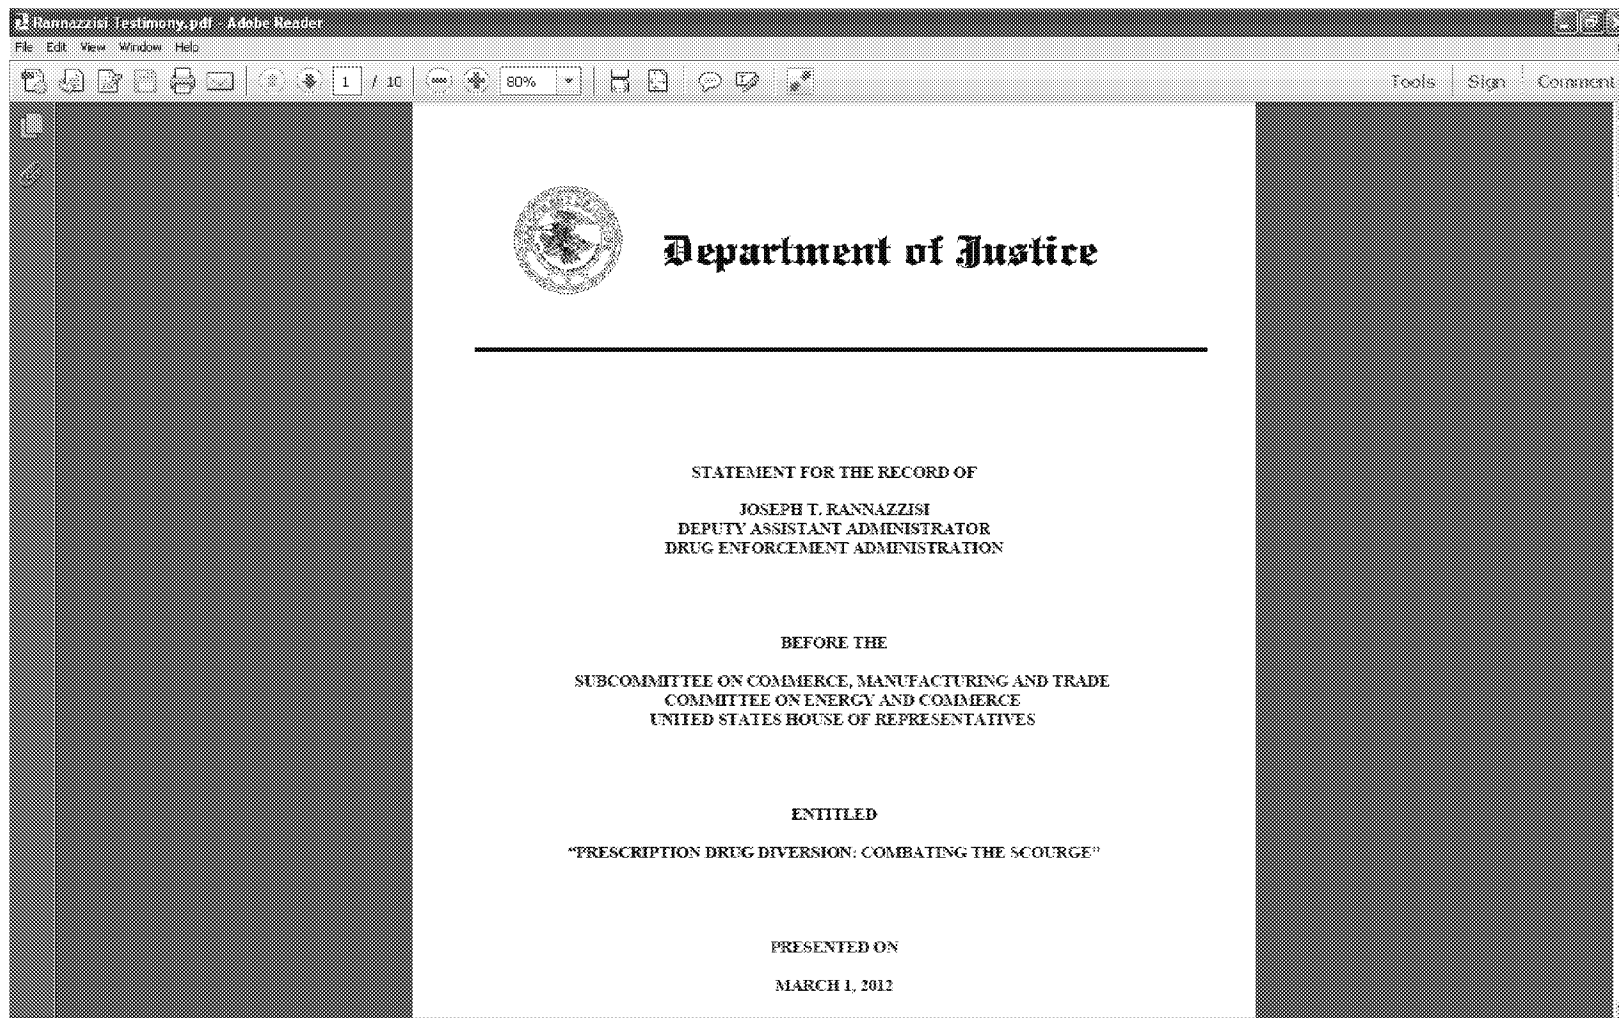 Rannazzisi Testimony.pdf - Adobe Reader
File Edit View Window Help
1 / 10 80% Tools Sign Comment
Department of Justice
STATEMENT FOR THE RECORD OF
JOSEPH T. RANNAZZISI
DEPUTY ASSISTANT ADMINISTRATOR
DRUG ENFORCEMENT ADMINISTRATION
BEFORE THE
SUBCOMMITTEE ON COMMERCE, MANUFACTURING AND TRADE
COMMITTEE ON ENERGY AND COMMERCE
UNITED STATES HOUSE OF REPRESENTATIVES
ENTITLED
“PRESCRIPTION DRUG DIVERSION: COMBATING THE SCOURGE”
PRESENTED ON
MARCH 1, 2012